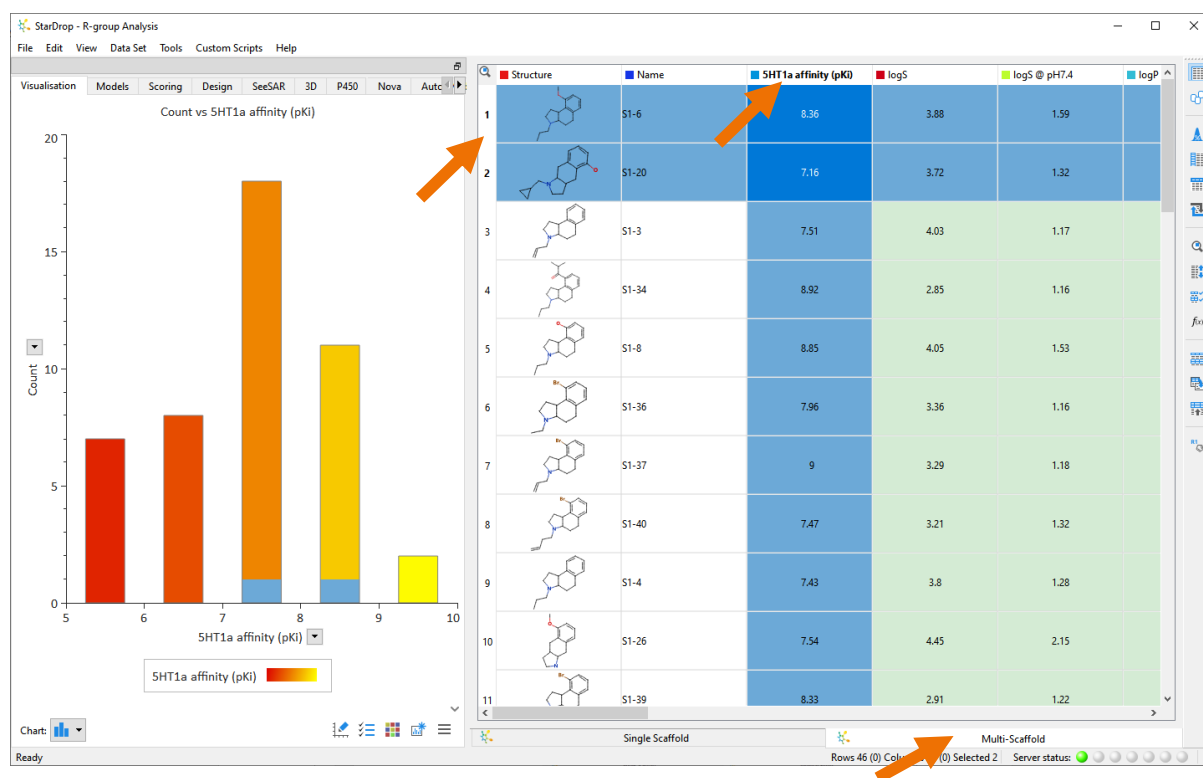 StarDrop - R-group Analysis
File Edit View Data Set Tools Custom Scripts Help
Visualisation Models Scoring Design SeeSAR 3D P450 Nova Auto
Count vs 5HT1a affinity (pKi)
20
15
10
5
0
Count
5 6 7 8 9 10
5HT1a affinity (pKi)
5HT1a affinity (pKi)
Chart:
Structure Name 5HT1a affinity (pKi) logS logS @ pH7.4 logP
1 S1-6 8.36 3.88 1.59
2 S1-20 7.16 3.72 1.32
3 S1-3 7.51 4.03 1.17
4 S1-34 8.92 2.85 1.16
5 S1-8 8.85 4.05 1.53
6 S1-36 7.96 3.36 1.16
7 S1-37 9 3.29 1.18
8 S1-40 7.47 3.21 1.32
9 S1-4 7.43 3.8 1.28
10 S1-26 7.54 4.45 2.15
11 S1-39 8.33 2.91 1.22
Single Scaffold Multi-Scaffold
Ready Rows 46 (0) (0) Selected 2 Server status: